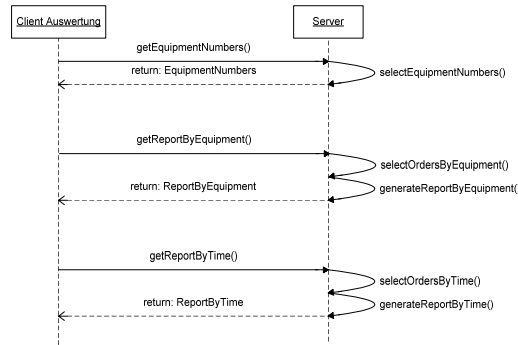 Client Auswertung
Server
getEquipmentNumbers()
return: EquipmentNumbers
selectEquipmentNumbers()
getReportByEquipment()
selectOrdersByEquipment()
return: ReportByEquipment
generateReportByEquipment(
getReportByTime()
selectOrdersByTime()
return: ReportByTime
generateReportByTime()